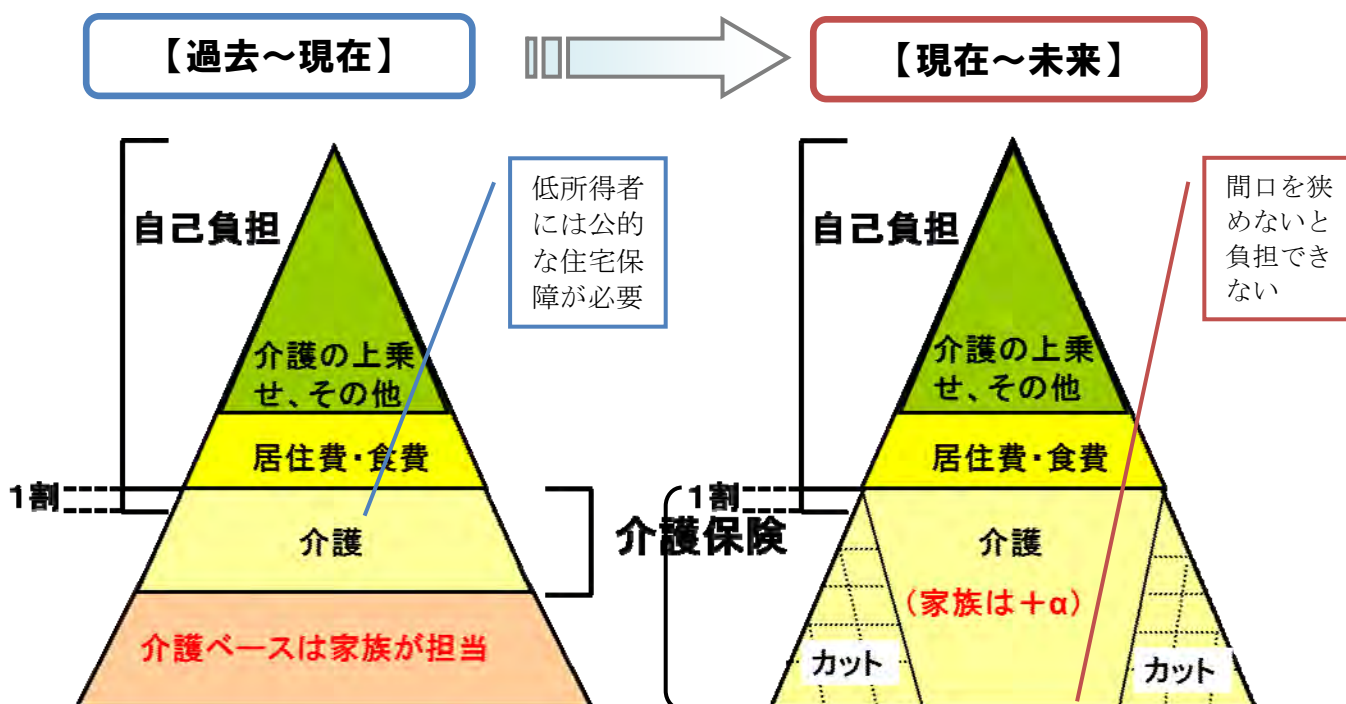 【過去～現在】
【現在～未来】
自己負担
低所得者
には公的
な住宅保
障が必要
介護の上乗
せ、その他
居住費・食費
1割
介護
介護ベースは家族が担当
介護保険
自己負担
間口を狭
めないと
負担でき
ない
介護の上乗
せ、その他
居住費・食費
1割
介護
（家族は＋α）
カット
カット